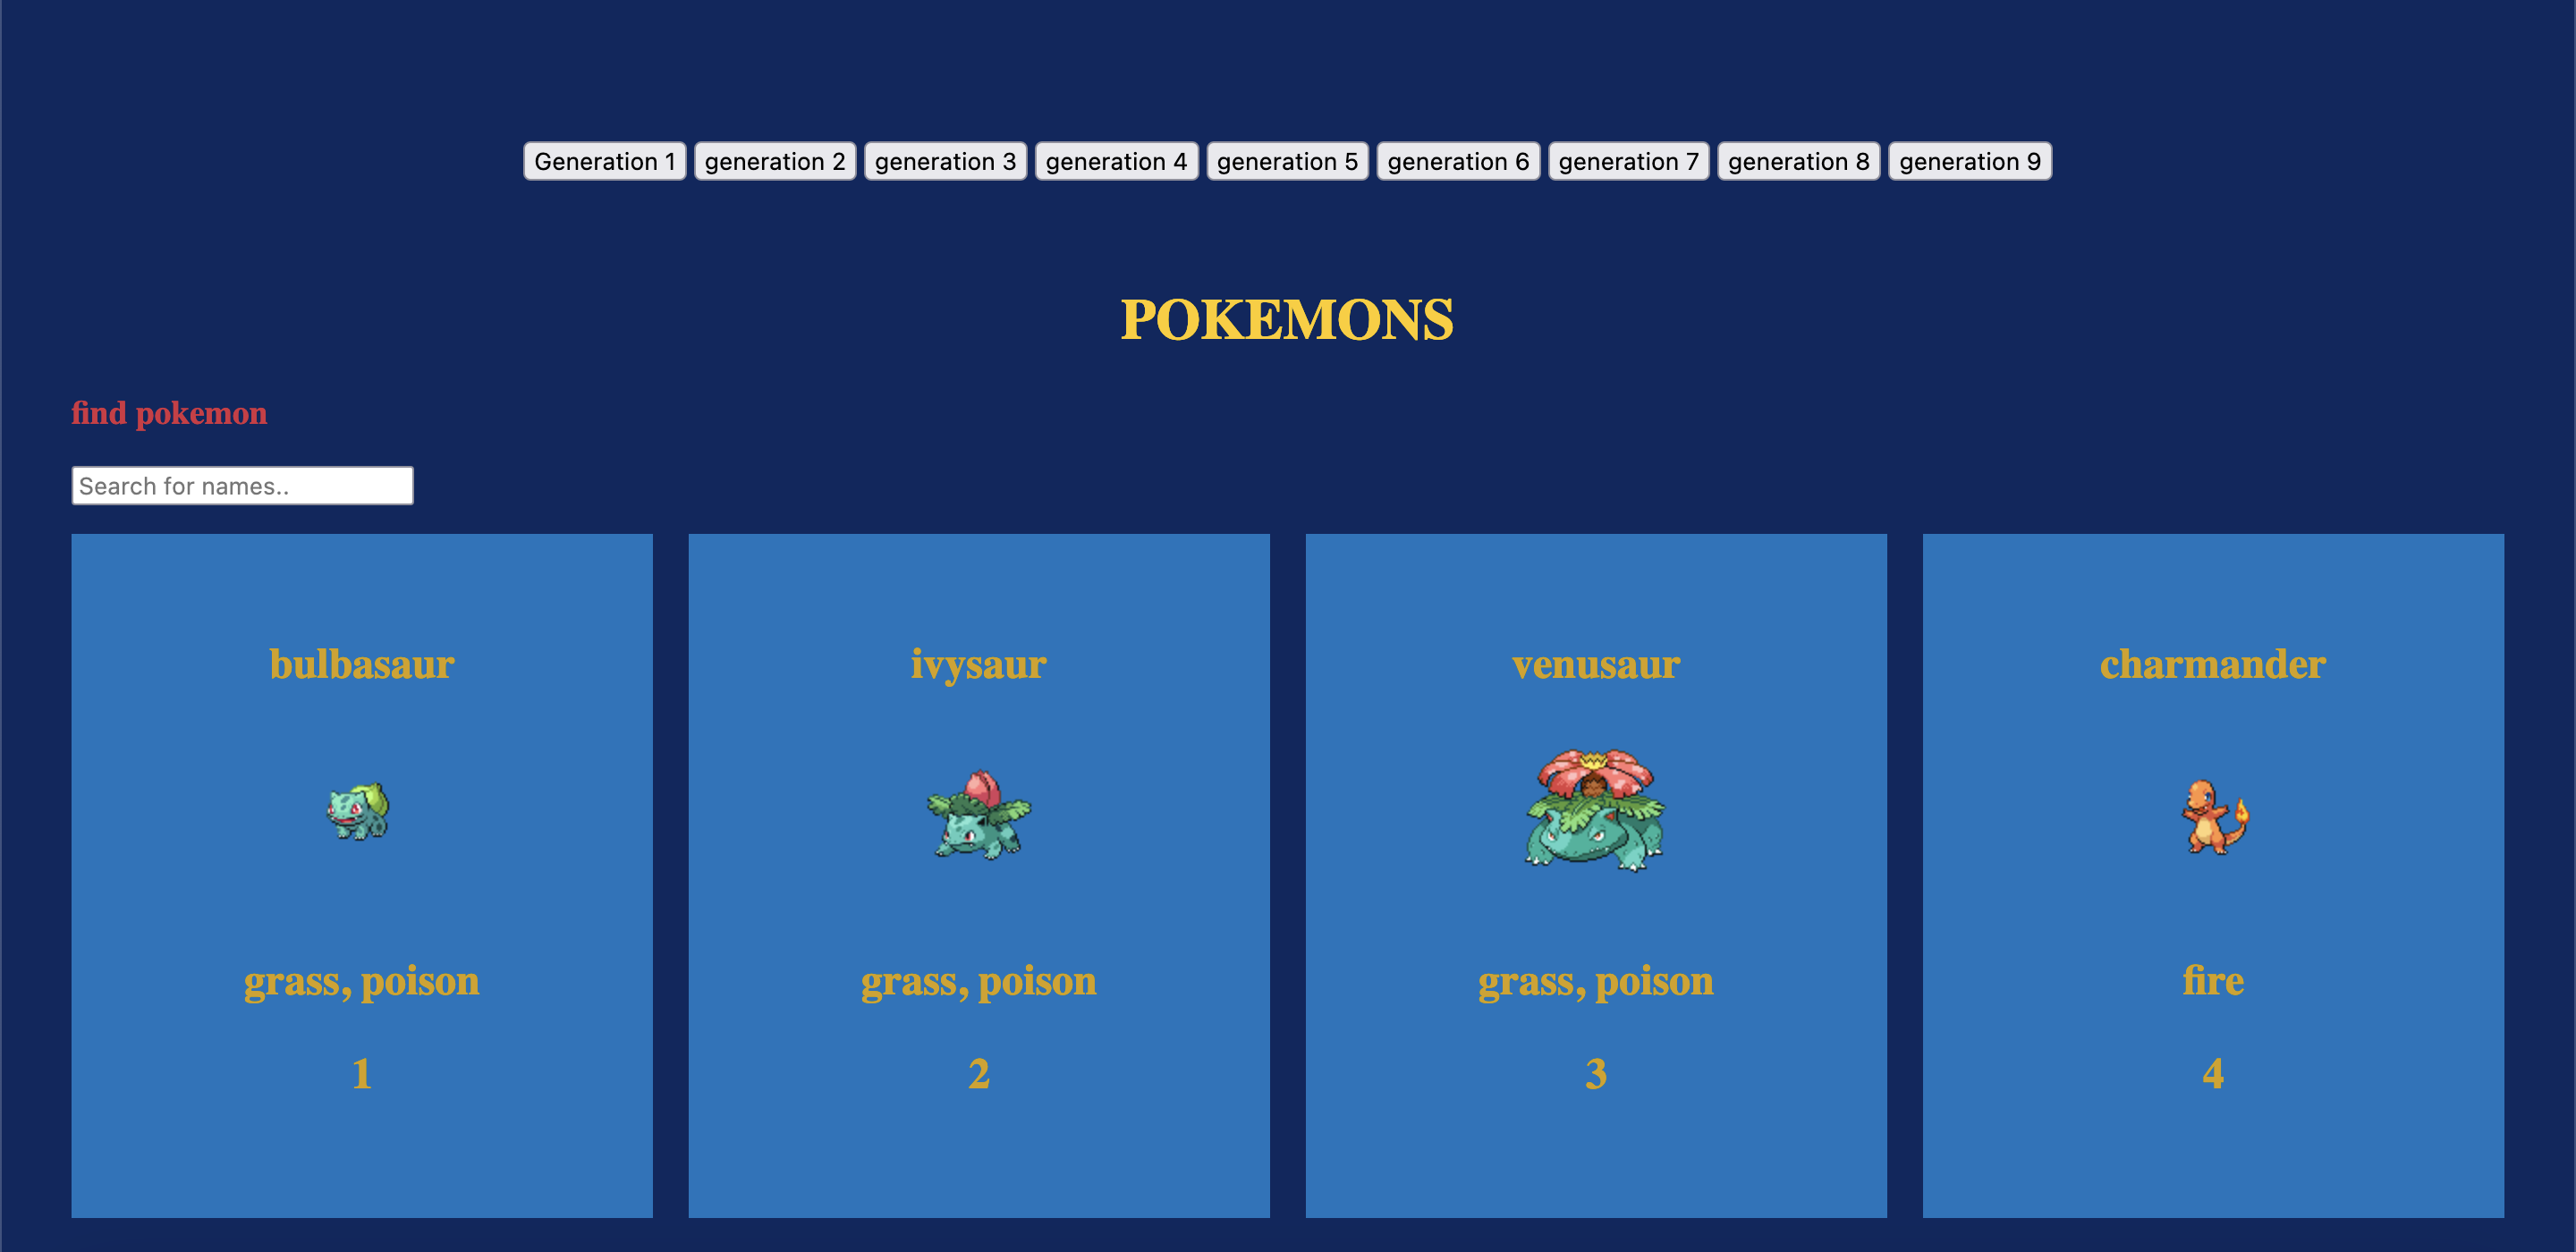 Generation 1 generation 2 generation 3 generation 4 generation 5 generation 6 generation 7 generation 8 generation 9
POKEMONS
find pokemon
Search for names..
bulbasaur ivysaur venusaur charmander
grass, poison grass, poison grass, poison fire
1 2 3 4